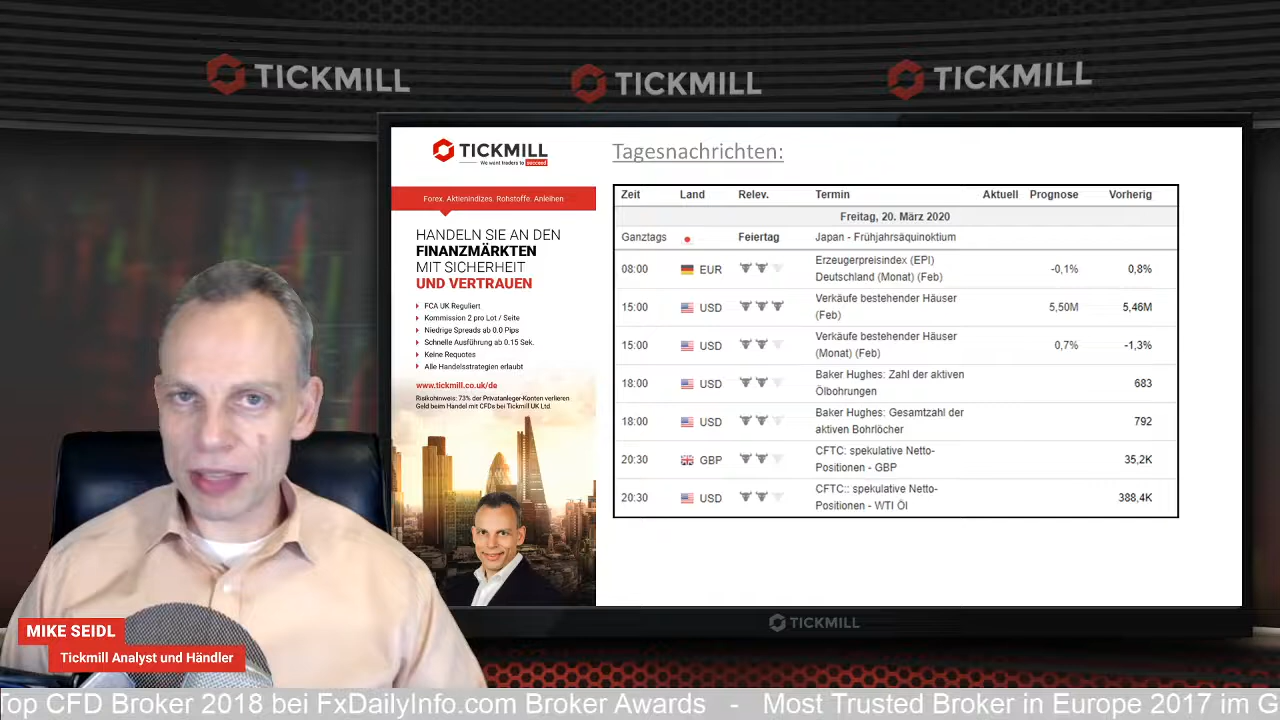 TICKMILL
TICKMILL
TICKMILL
TICKMILL
We want traders to succeed
Forex. Aktienindizes. Rohstoffe. Anleihen
HANDELN SIE AN DEN
FINANZMÄRKTEN
MIT SICHERHEIT
UND VERTRAUEN
FCA UK Reguliert
Kommission 2 pro Lot / Seite
Niedrige Spreads ab 0.0 Pips
Schnelle Ausführung ab 0.15 Sek.
Keine Requotes
Alle Handelsstrategien erlaubt
www.tickmill.co.uk/de
Risikohinweis: 73% der Privatanleger-Konten verlieren
Geld beim Handel mit CFDs bei Tickmill UK Ltd.
Tagesnachrichten:
Zeit Land Relev. Termin Aktuell Prognose Vorherig
Freitag, 20. März 2020
Ganztags Feiertag Japan - Frühjahrsäquinoktium
08:00 EUR Erzeugerpreisindex (EPI) -0,1% 0,8%
Deutschland (Monat) (Feb)
15:00 USD Verkäufe bestehender Häuser 5,50M 5,46M
(Feb)
15:00 USD Verkäufe bestehender Häuser 0,7% -1,3%
(Monat) (Feb)
18:00 USD Baker Hughes: Zahl der aktiven 683
Ölbohrungen
18:00 USD Baker Hughes: Gesamtzahl der 792
aktiven Bohrlöcher
20:30 GBP CFTC: spekulative Netto- 35,2K
Positionen - GBP
20:30 USD CFTC:: spekulative Netto- 388,4K
Positionen - WTI Öl
TICKMILL
MIKE SEIDL
Tickmill Analyst und Händler
Top CFD Broker 2018 bei FxDailyInfo.com Broker Awards - Most Trusted Broker in Europe 2017 im G